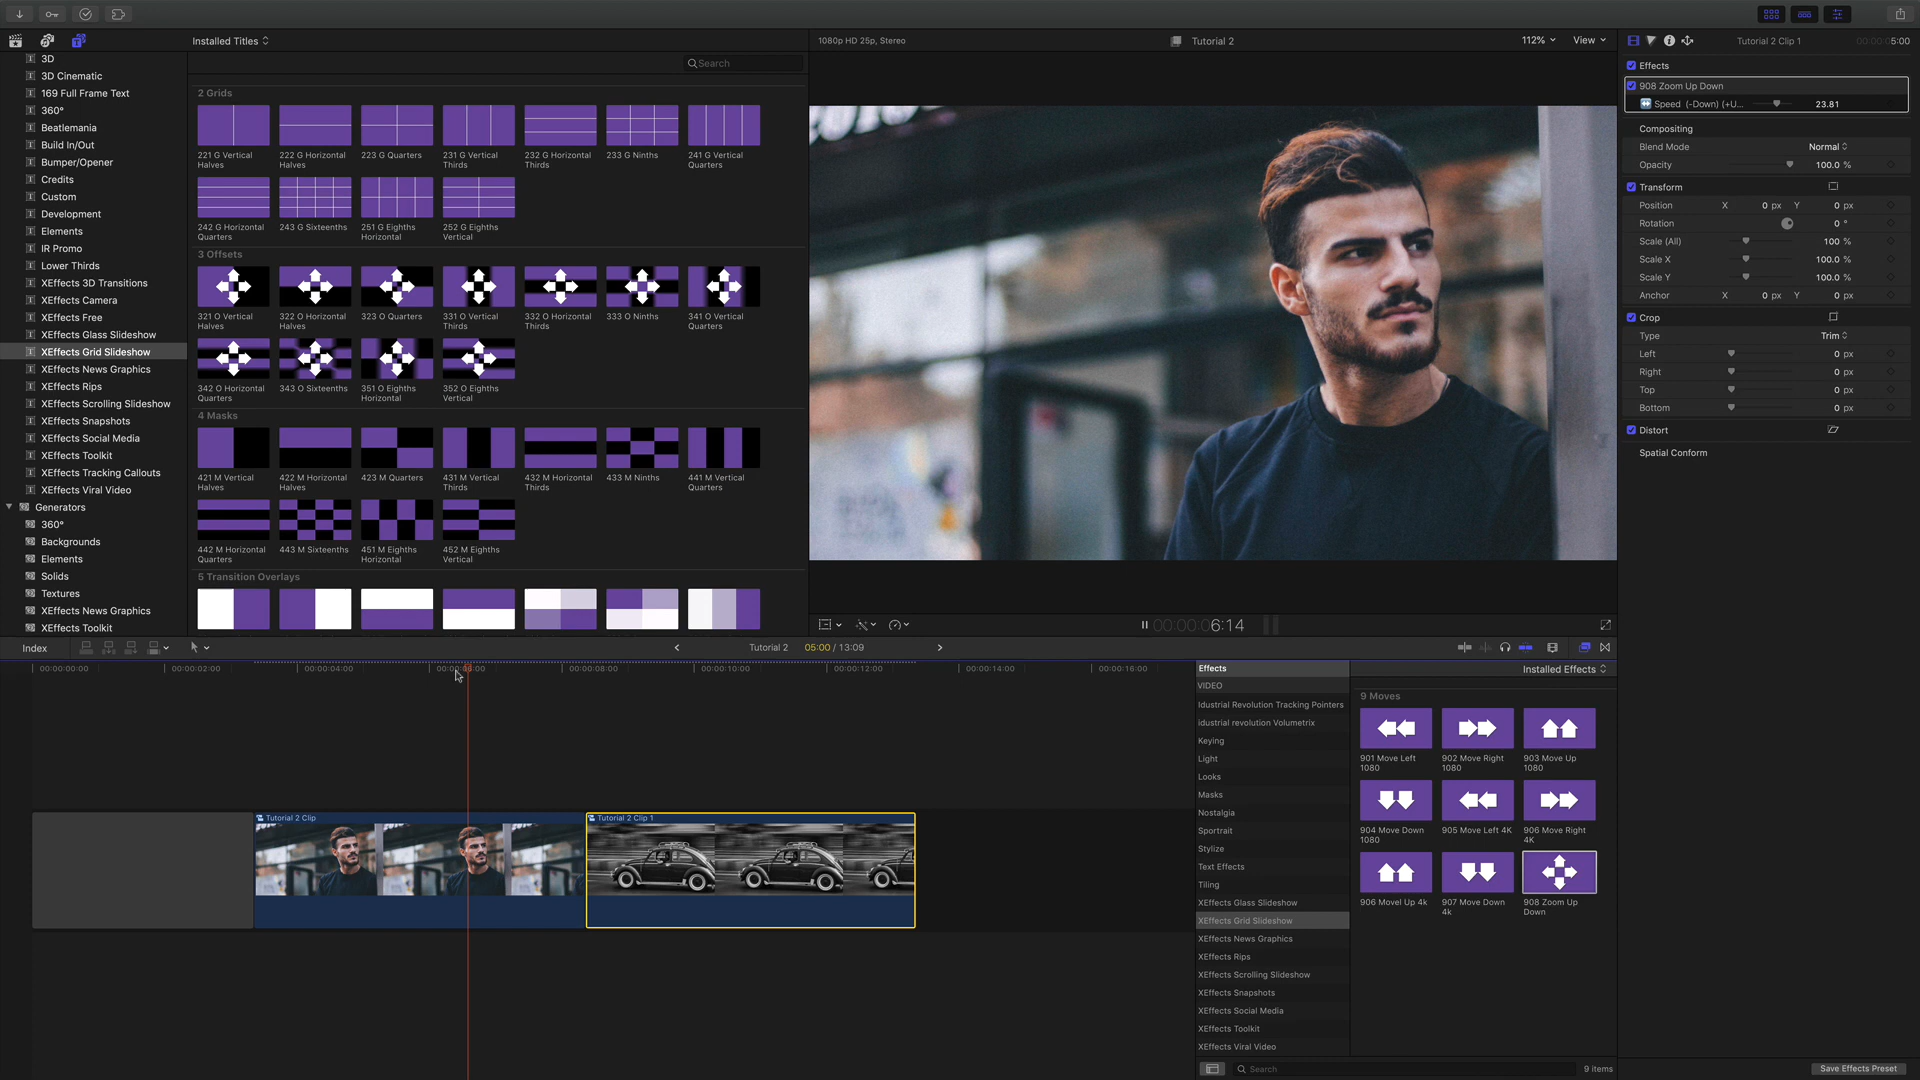 Installed Titles
Search
1080p HD 25p, Stereo
Tutorial 2
112%
View
Tutorial 2 Clip 1
5:00
3D
3D Cinematic
169 Full Frame Text
360°
Beatlemania
Build In/Out
Bumper/Opener
Credits
Custom
Development
Elements
IR Promo
Lower Thirds
XEffects 3D Transitions
XEffects Camera
XEffects Free
XEffects Glass Slideshow
XEffects Grid Slideshow
XEffects News Graphics
XEffects Rips
XEffects Scrolling Slideshow
XEffects Snapshots
XEffects Social Media
XEffects Toolkit
XEffects Tracking Callouts
XEffects Viral Video
Generators
360°
Backgrounds
Elements
Solids
Textures
XEffects News Graphics
XEffects Toolkit
2 Grids
221 G Vertical Halves
222 G Horizontal Halves
223 G Quarters
231 G Vertical Thirds
232 G Horizontal Thirds
233 G Ninths
241 G Vertical Quarters
242 G Horizontal Quarters
243 G Sixteenths
251 G Eighths Horizontal
252 G Eighths Vertical
3 Offsets
321 O Vertical Halves
322 O Horizontal Halves
323 O Quarters
331 O Vertical Thirds
332 O Horizontal Thirds
333 O Ninths
341 O Vertical Quarters
342 O Horizontal Quarters
343 O Sixteenths
351 O Eighths Horizontal
352 O Eighths Vertical
4 Masks
421 M Vertical Halves
422 M Horizontal Halves
423 M Quarters
431 M Vertical Thirds
432 M Horizontal Thirds
433 M Ninths
441 M Vertical Quarters
442 M Horizontal Quarters
443 M Sixteenths
451 M Eighths Horizontal
452 M Eighths Vertical
5 Transition Overlays
00:00:00:06:14
Effects
908 Zoom Up Down
Speed (-Down) (+U...
23.81
Compositing
Blend Mode Normal
Opacity 100.0 %
Transform
Position X 0 px Y 0 px
Rotation 0 °
Scale (All) 100 %
Scale X 100.0 %
Scale Y 100.0 %
Anchor X 0 px Y 0 px
Crop
Type Trim
Left 0 px
Right 0 px
Top 0 px
Bottom 0 px
Distort
Spatial Conform
Index
Tutorial 2
05:00 / 13:09
00:00:00:00
00:00:02:00
00:00:04:00
00:00:06:00
00:00:08:00
00:00:10:00
00:00:12:00
00:00:14:00
00:00:16:00
Tutorial 2 Clip
Tutorial 2 Clip 1
Effects
Installed Effects
VIDEO
Idustrial Revolution Tracking Pointers
idustrial revolution Volumetrix
Keying
Light
Looks
Masks
Nostalgia
Sportrait
Stylize
Text Effects
Tiling
XEffects Glass Slideshow
XEffects Grid Slideshow
XEffects News Graphics
XEffects Rips
XEffects Scrolling Slideshow
XEffects Snapshots
XEffects Social Media
XEffects Toolkit
XEffects Viral Video
9 Moves
901 Move Left 1080
902 Move Right 1080
903 Move Up 1080
904 Move Down 1080
905 Move Left 4K
906 Move Right 4K
906 Movel Up 4k
907 Move Down 4k
908 Zoom Up Down
Search
9 items
Save Effects Preset